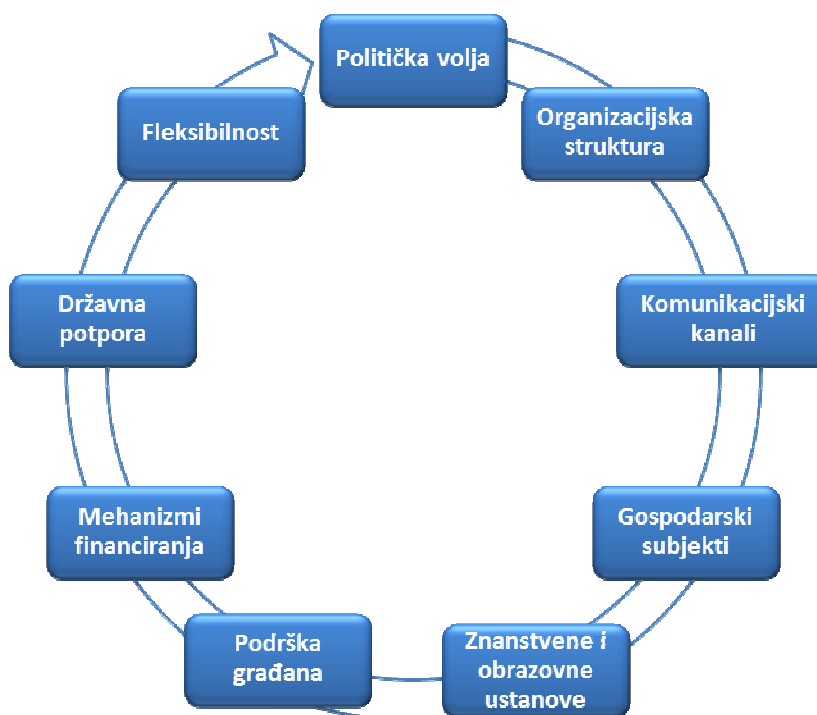 Politička volja
Organizacijska
struktura
Komunikacijski
kanali
Gospodarski
subjekti
Znanstvene i
obrazovne
ustanove
Podrška
građana
Mehanizmi
financiranja
Državna
potpora
Fleksibilnost